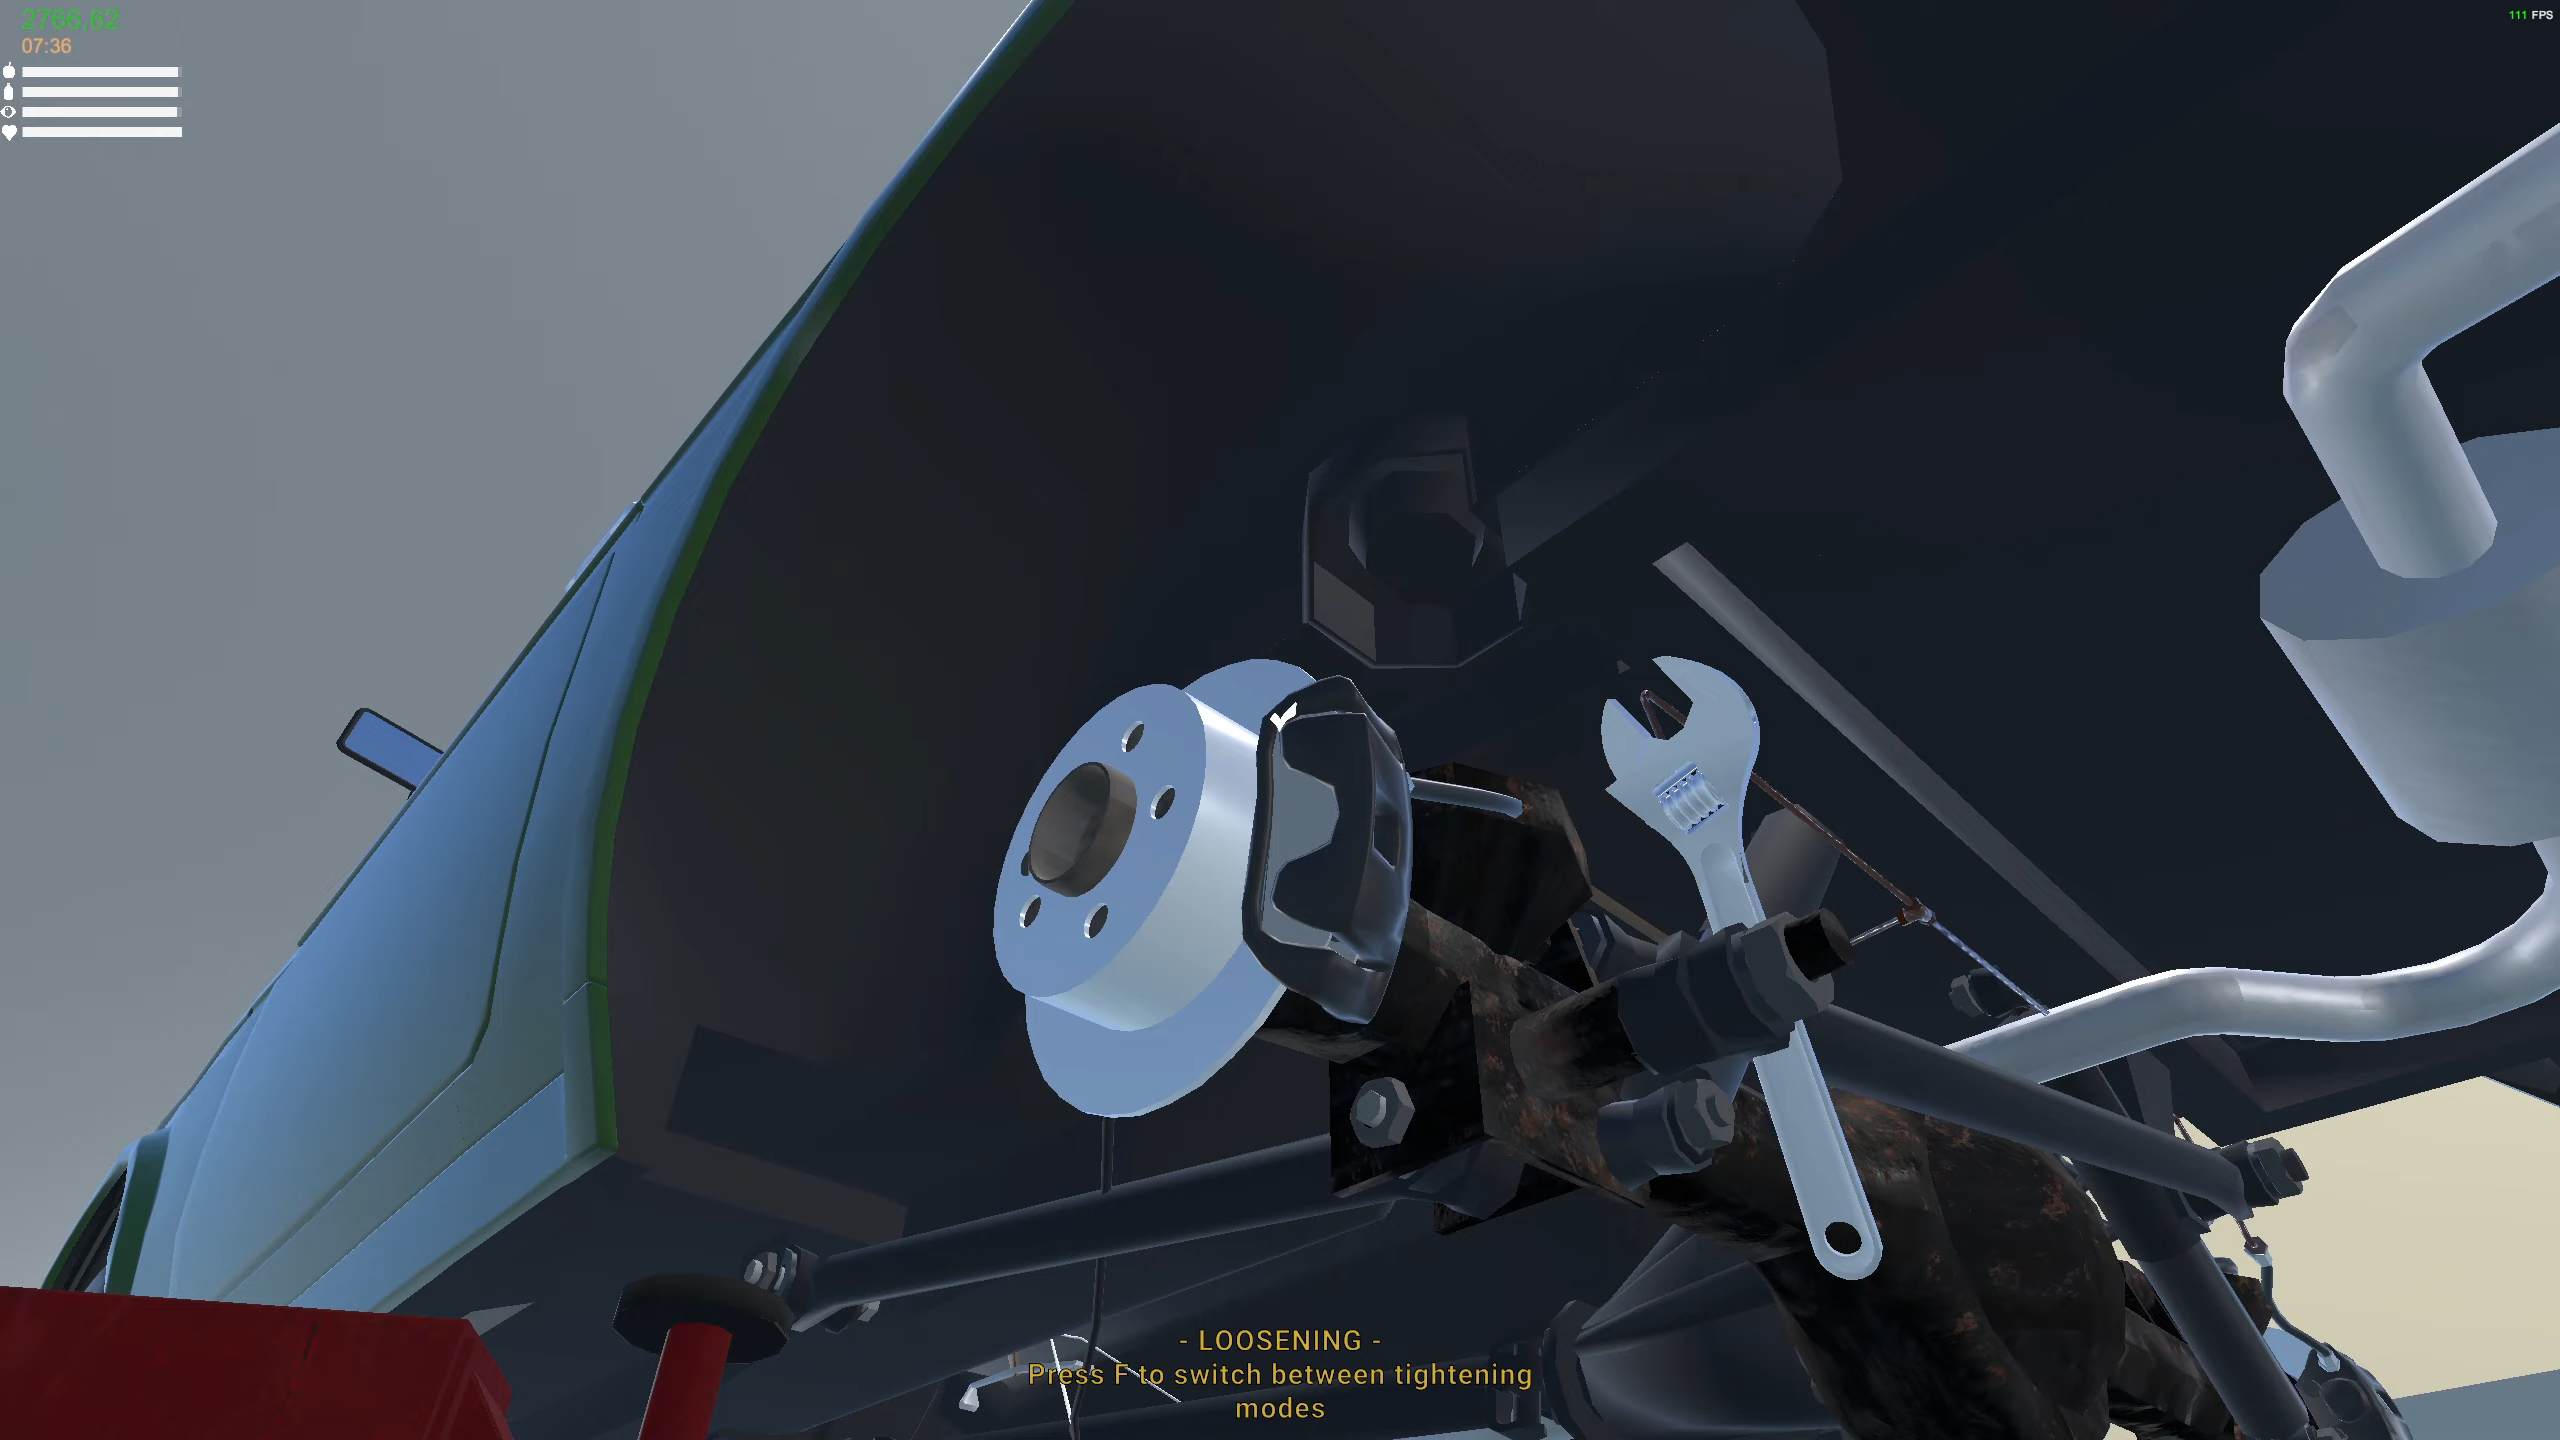 2766,62
111 FPS
07:36
- LOOSENING -
Press F to switch between tightening
modes